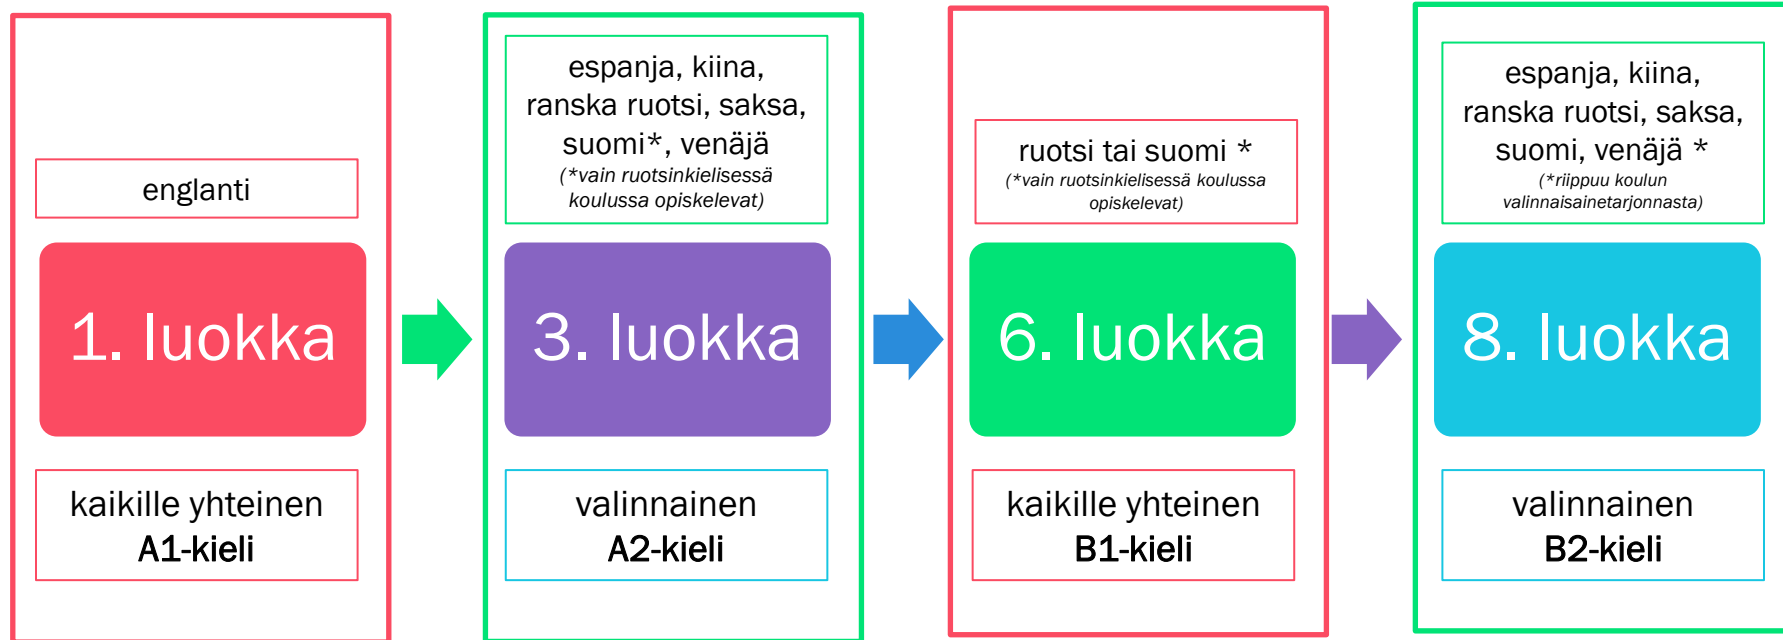 englanti
1. luokka
kaikille yhteinen
A1-kieli
espanja, kiina,
ranska ruotsi, saksa,
suomi*, venäjä
(*vain ruotsinkielisessä
koulussa opiskelevat)
3. luokka
valinnainen
A2-kieli
ruotsi tai suomi *
(*vain ruotsinkielisessä koulussa
opiskelevat)
6. luokka
kaikille yhteinen
B1-kieli
espanja, kiina,
ranska ruotsi, saksa,
suomi, venäjä *
(*riippuu koulun
valinnaisainetarjonnasta)
8. luokka
valinnainen
B2-kieli